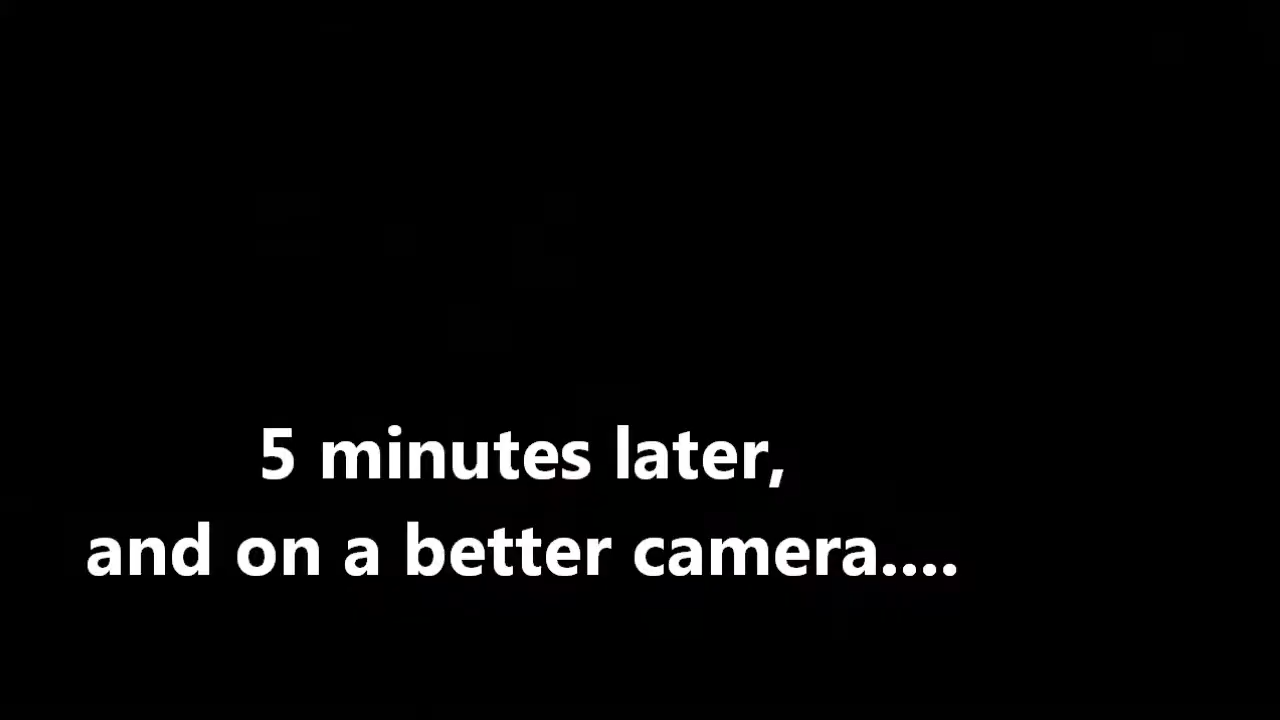 5 minutes later,
and on a better camera....